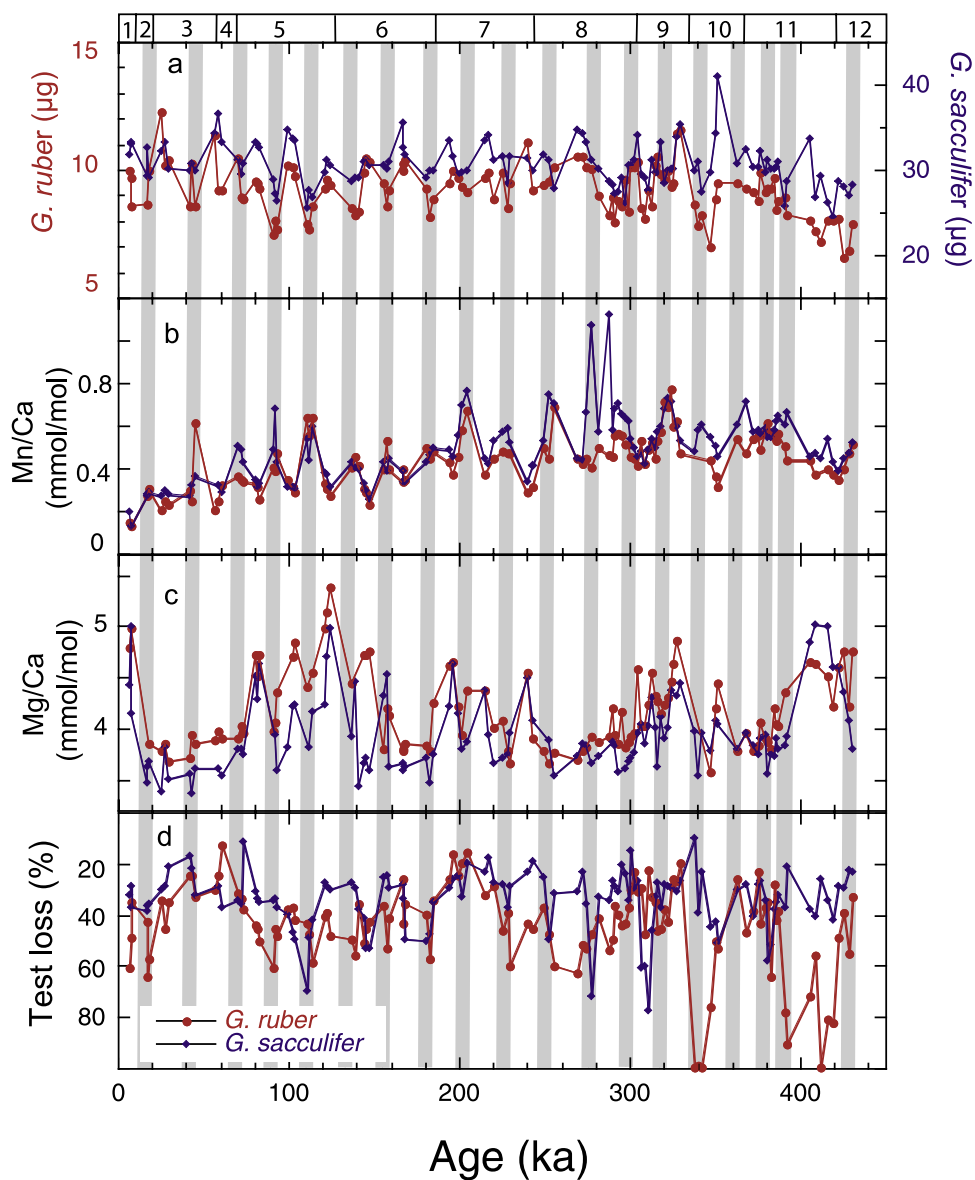 1 2 3 4 5 6 7 8 9 10 11 12
15
10
5
G. ruber (µg)
a
40
30
20
G. sacculifer (µg)
b
0.8
0.4
0
Mn/Ca
(mmol/mol)
c
5
4
Mg/Ca
(mmol/mol)
d
20
40
60
80
Test loss (%)
G. ruber
G. sacculifer
0 100 200 300 400
Age (ka)